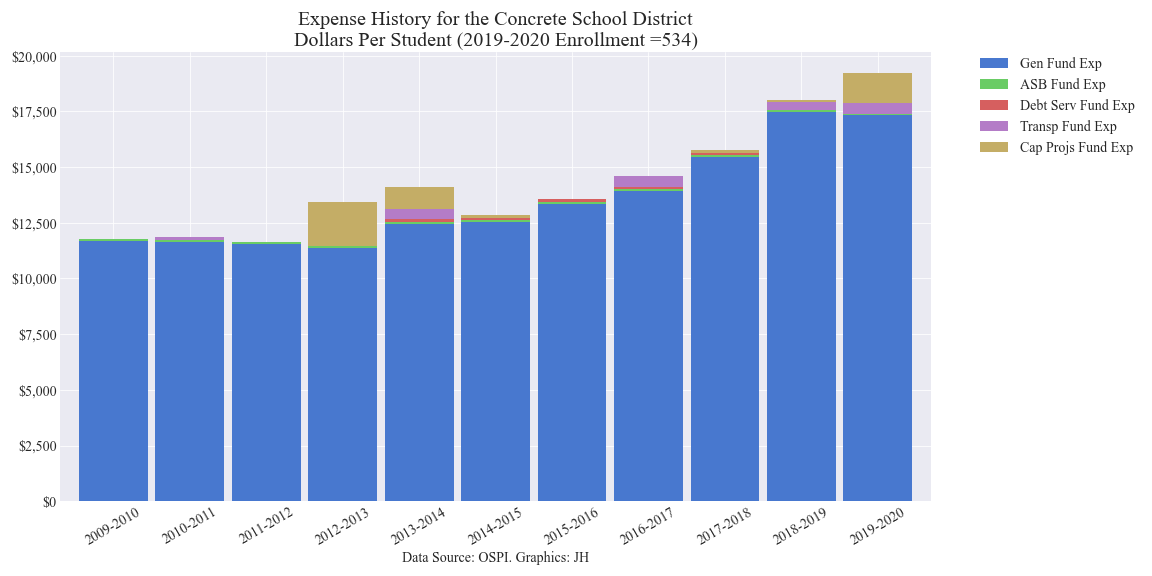 Expense History for the Concrete School District
Dollars Per Student (2019-2020 Enrollment =534)
$20,000
$17,500
$15,000
$12,500
$10,000
$7,500
$5,000
$2,500
$0
Gen Fund Exp
ASB Fund Exp
Debt Serv Fund Exp
Transp Fund Exp
Cap Projs Fund Exp
2009-2010
2010-2011
2011-2012
2012-2013
2013-2014
2014-2015
2015-2016
2016-2017
2017-2018
2018-2019
2019-2020
Data Source: OSPI. Graphics: JH